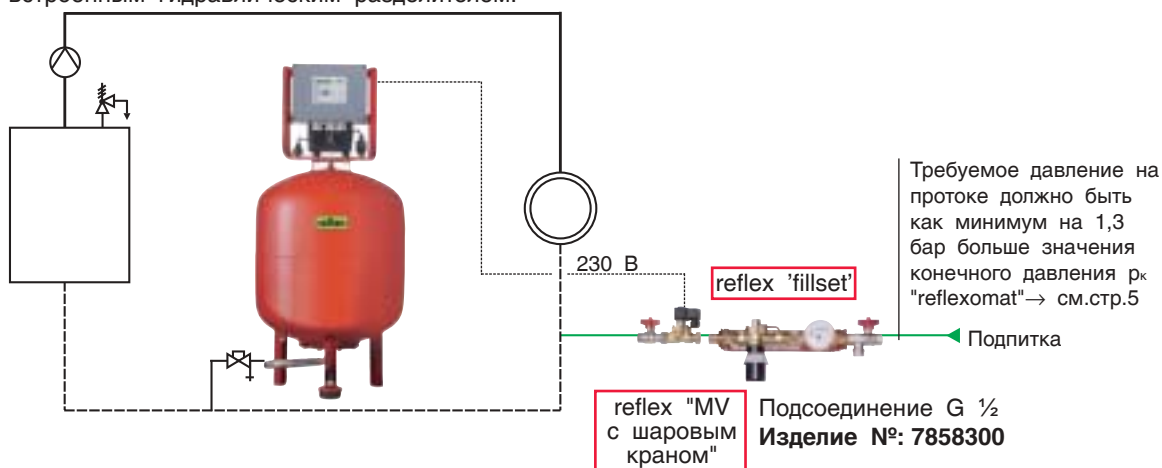 встроенным гидравлическим разделителем.
230 В
reflex 'fillset'
Требуемое давление на
протоке должно быть
как минимум на 1,3
бар больше значения
конечного давления pк
"reflexomat"→ см.стр.5
Подпитка
reflex "MV
с шаровым
краном"
Подсоединение G ½
Изделие №: 7858300